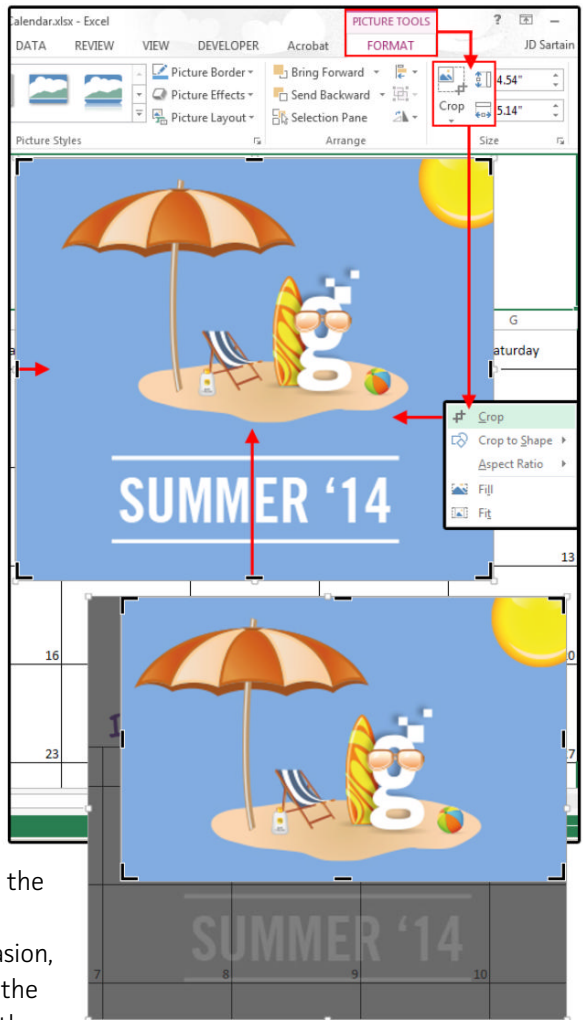 Calendar.xlsx - Excel
PICTURE TOOLS
?
DATA REVIEW VIEW DEVELOPER Acrobat FORMAT JD Sartain
Picture Border
Bring Forward
4.54"
Picture Effects
Send Backward
Crop
5.14"
Picture Layout
Selection Pane
Picture Styles
Arrange
Size
G
aturday
g
SUMMER ‘14
Crop
Crop to Shape
Aspect Ratio
Fill
Fit
13
16
23
g
the
SUMMER ‘14
asion,
the
7 8 9 10